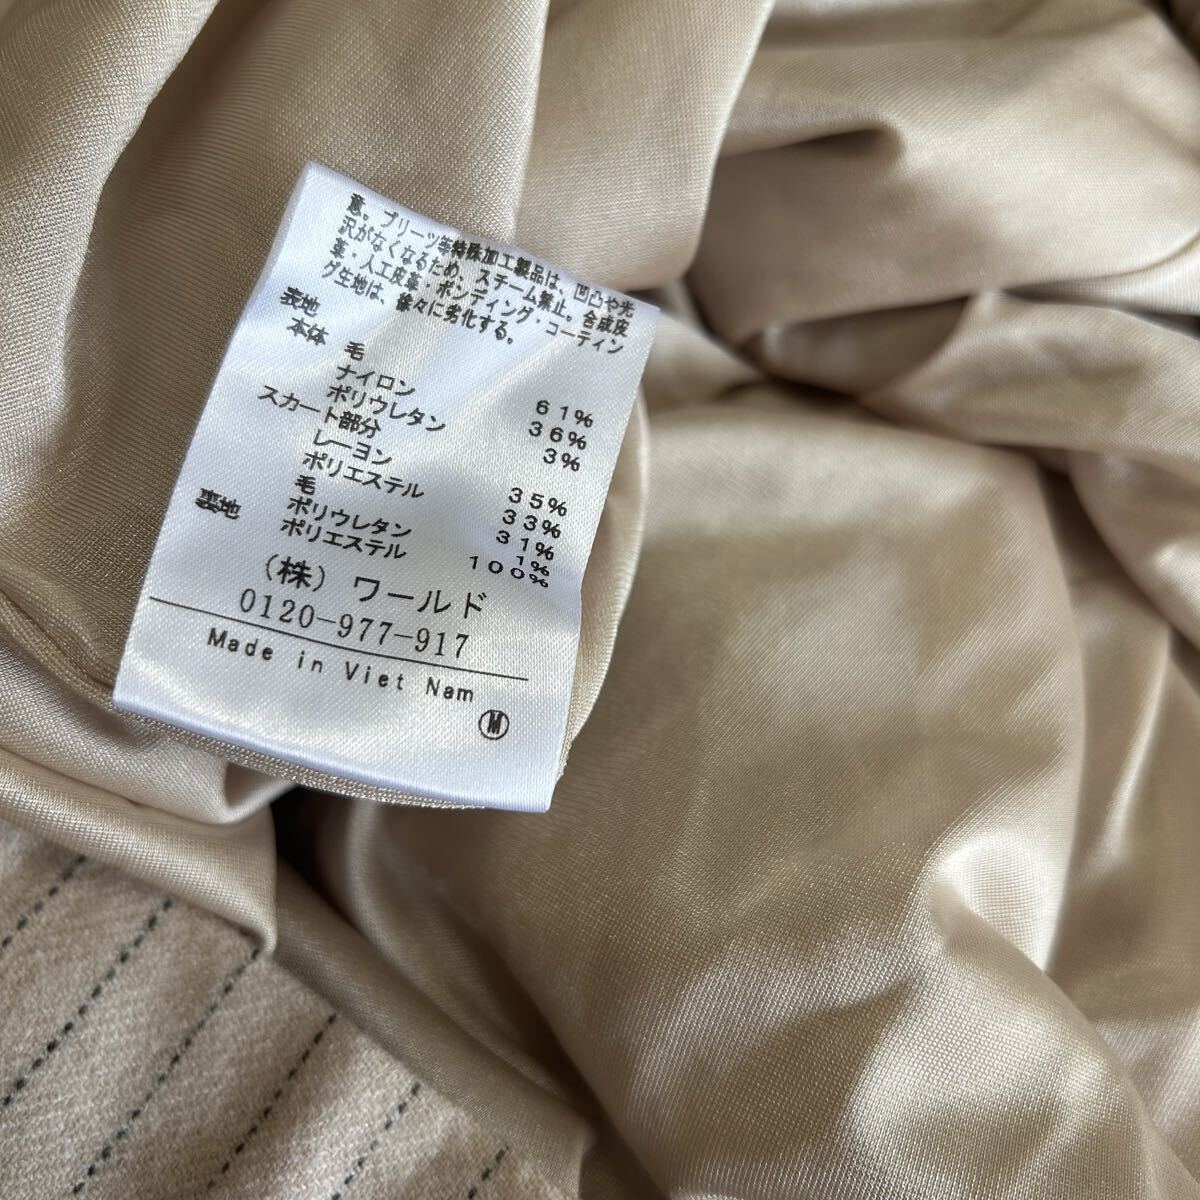 意。プリーツ等特殊加工製品は、凹凸や光
沢がなくなるため、スチーム禁止。合成皮
革・人工皮革・ボンディング・コーティン
グ生地は、徐々に劣化する。
表地
本体 毛 61%
ナイロン 36%
ポリウレタン 3%
スカート部分
レーヨン 35%
ポリエステル 33%
毛 31%
ポリウレタン 1%
裏地 ポリエステル 100%
(株)ワールド
0120-977-917
Made in Viet Nam
M